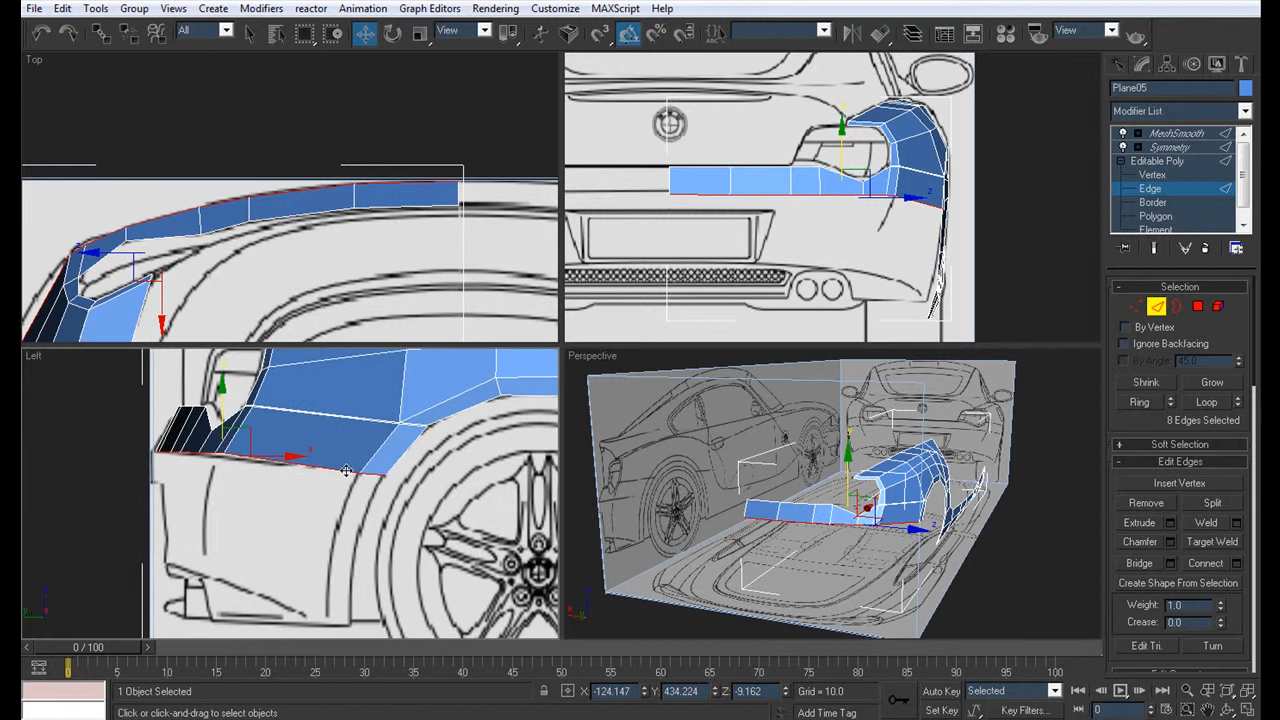 File Edit Tools Group Views Create Modifiers reactor Animation Graph Editors Rendering Customize MAXScript Help
All View View
Top
Left
Perspective
Plane05
Modifier List
MeshSmooth
Symmetry
Editable Poly
Vertex
Edge
Border
Polygon
Element
Selection
By Vertex
Ignore Backfacing
By Angle: 45.0
Shrink Grow
Ring Loop
8 Edges Selected
Soft Selection
Edit Edges
Insert Vertex
Remove Split
Extrude Weld
Chamfer Target Weld
Bridge Connect
Create Shape From Selection
Weight: 1.0
Crease: 0.0
Edit Tri. Turn
0 / 100
0 5 10 15 20 25 30 35 40 45 50 55 60 65 70 75 80 85 90 95 100
1 Object Selected X: -124.147 Y: 434.224 Z: -9.162 Grid = 10.0 Auto Key Selected
Click or click-and-drag to select objects Add Time Tag Set Key Key Filters... 0